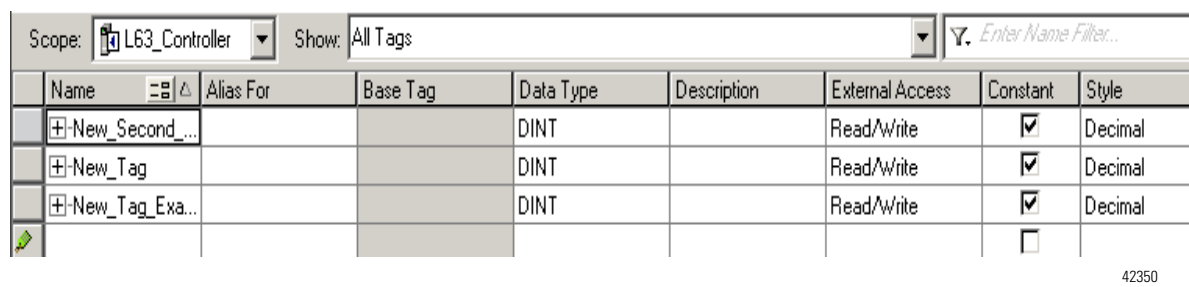 Scope: L63_Controller Show: All Tags Enter Name Filter...
Name Alias For Base Tag Data Type Description External Access Constant Style
New_Second_... DINT Read/Write Decimal
New_Tag DINT Read/Write Decimal
New_Tag_Exa... DINT Read/Write Decimal
42350